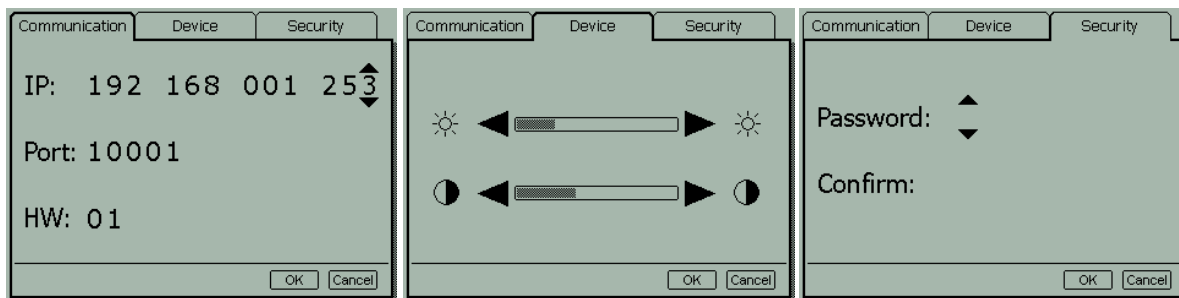 Communication Device Security
IP: 192 168 001 253
Port: 10001
HW: 01
OK Cancel
Communication Device Security
OK Cancel
Communication Device Security
Password:
Confirm:
OK Cancel